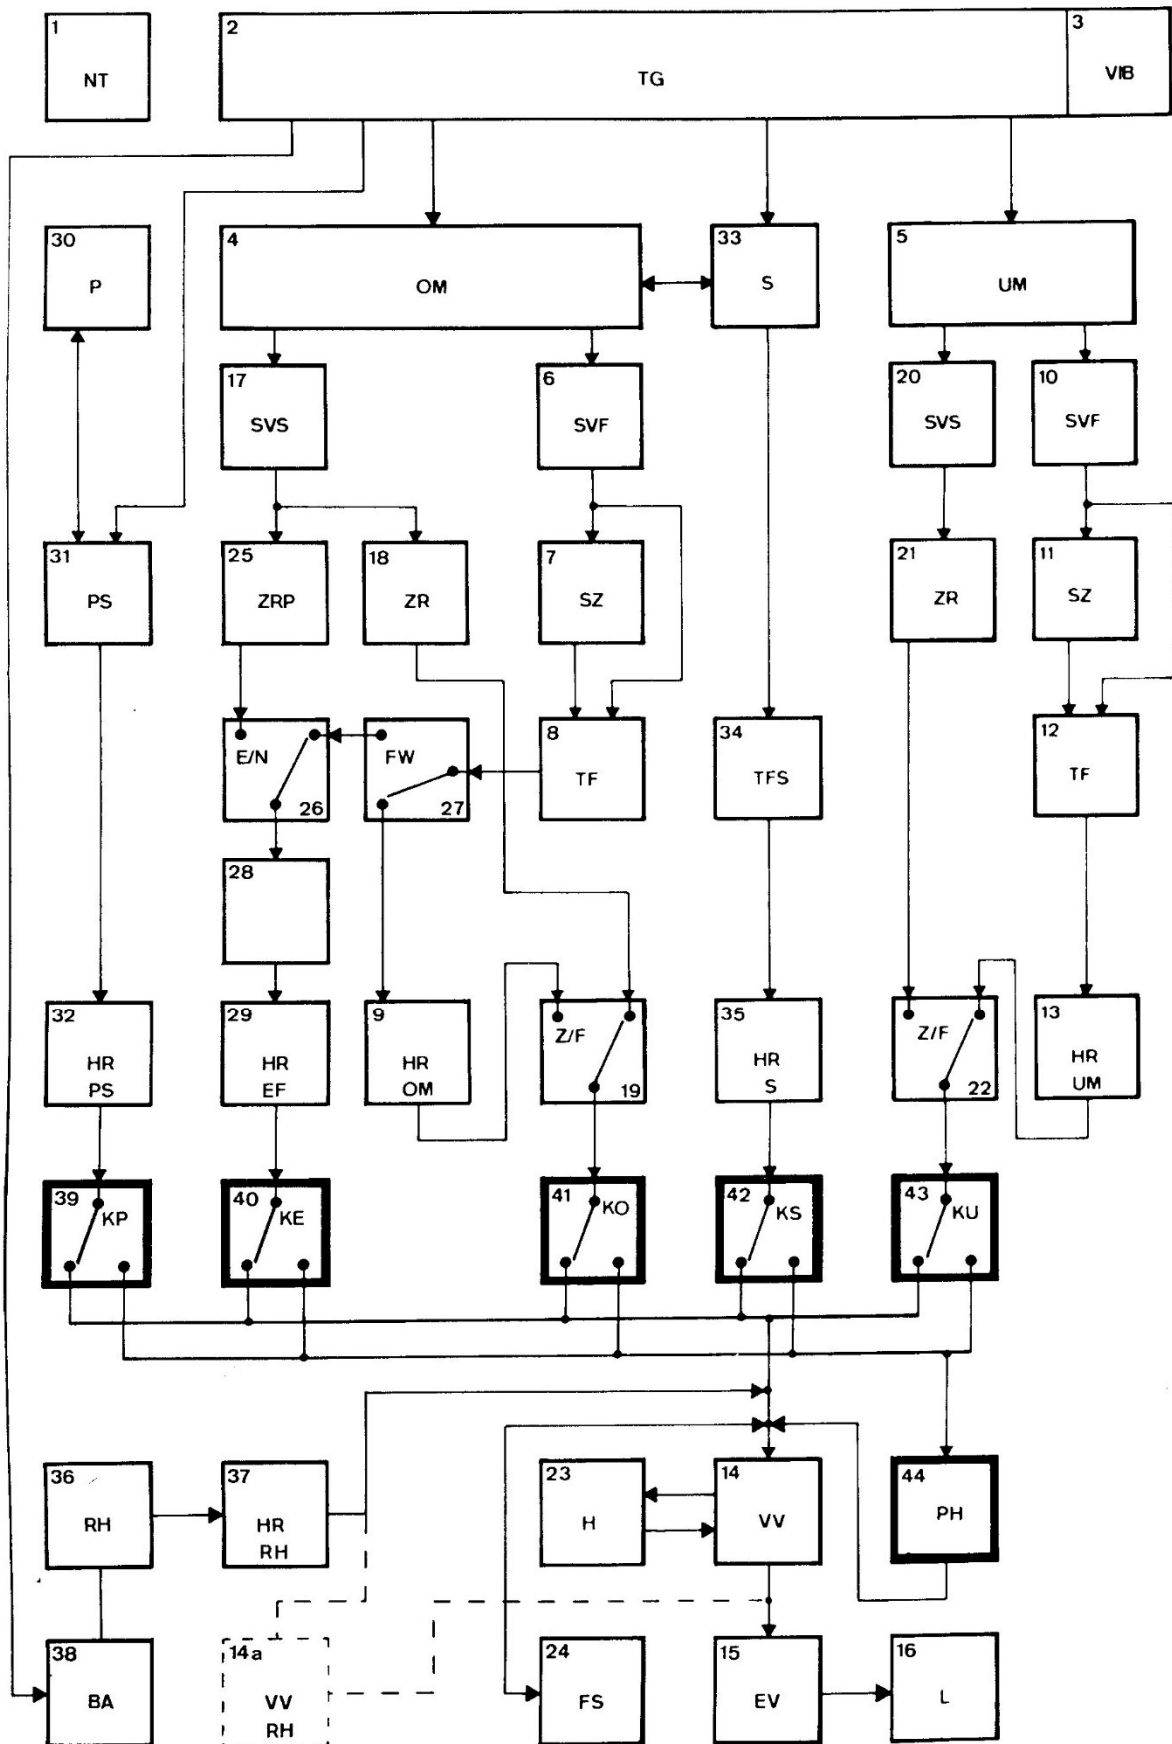 1
NT
2
TG
3
VIB
30
P
4
OM
33
S
5
UM
17
SVS
6
SVF
20
SVS
10
SVF
31
PS
25
ZRP
18
ZR
7
SZ
21
ZR
11
SZ
E/N
26
FW
27
8
TF
34
TFS
12
TF
28
32
HR
PS
29
HR
EF
9
HR
OM
Z/F
19
35
HR
S
Z/F
22
13
HR
UM
39
KP
40
KE
41
KO
42
KS
43
KU
36
RH
37
HR
RH
23
H
14
VV
44
PH
38
BA
14a
VV
RH
24
FS
15
EV
16
L